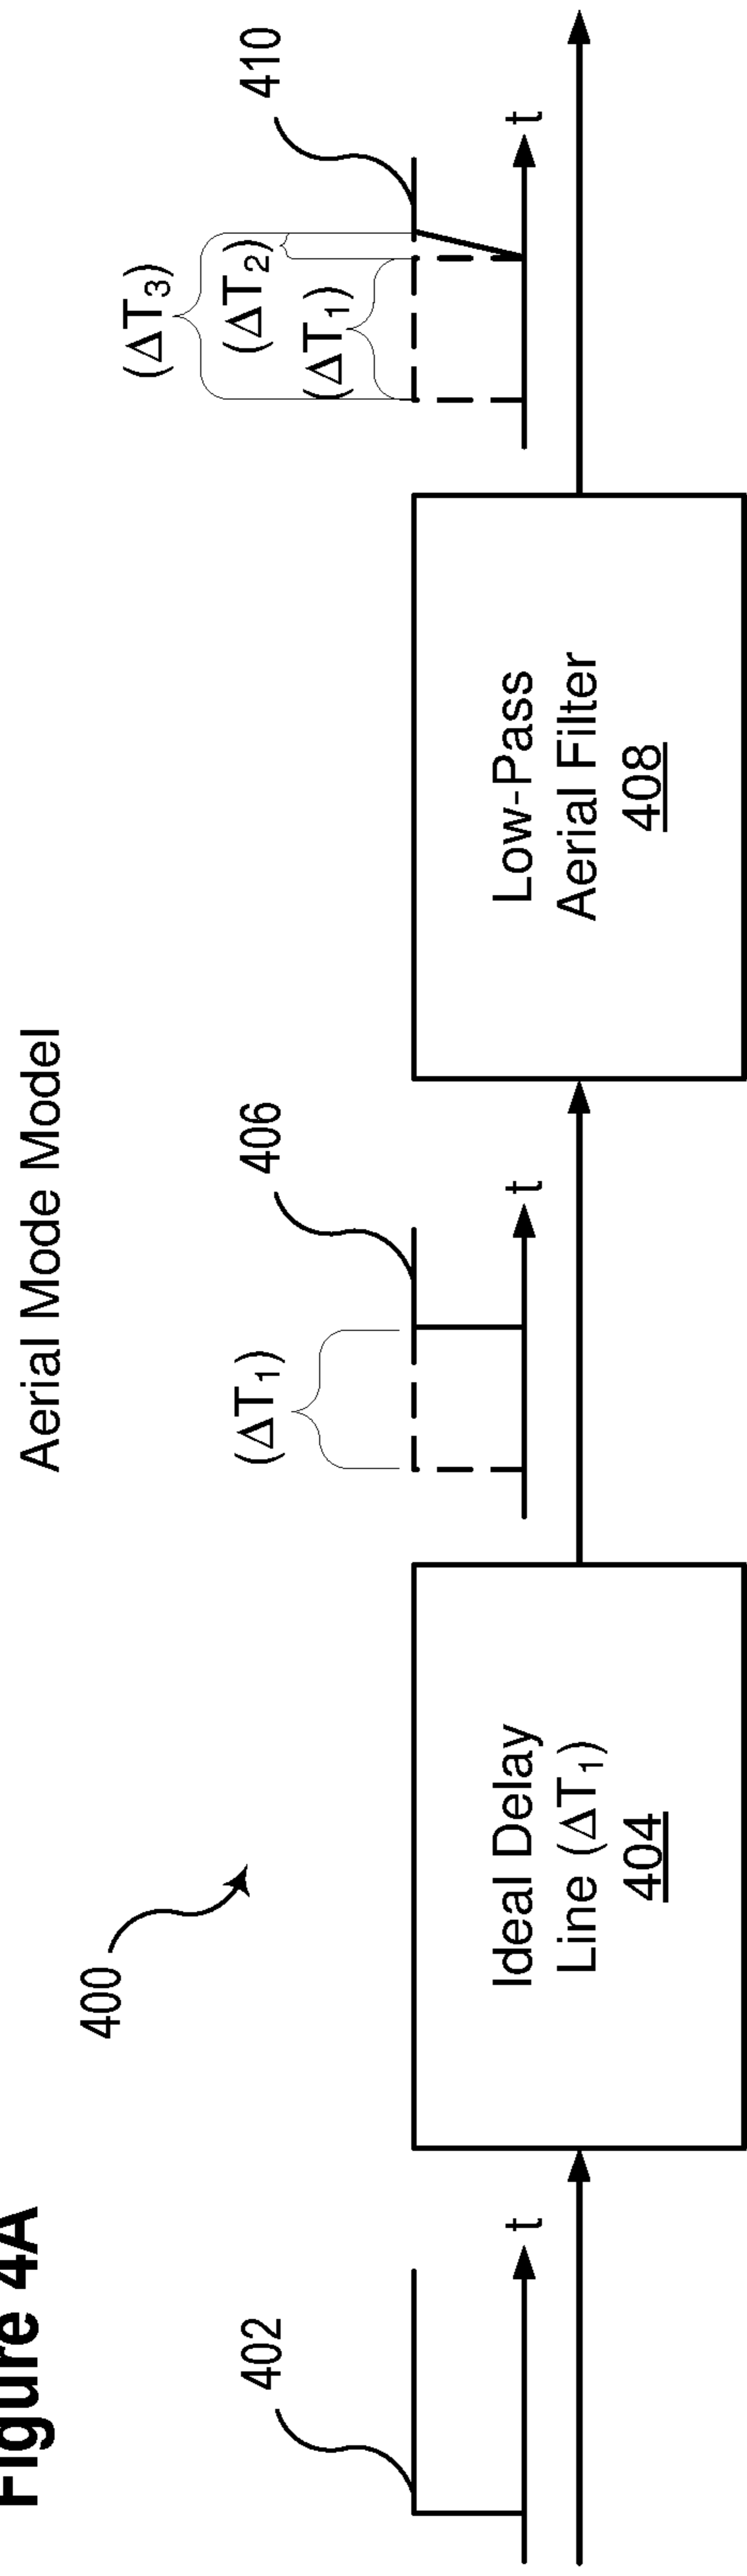 Figure 4A
Aerial Mode Model
400
402
t
Ideal Delay
Line (ΔT₁)
404
(ΔT₁)
406
t
Low-Pass
Aerial Filter
408
(ΔT₃)
(ΔT₂)
(ΔT₁)
410
t